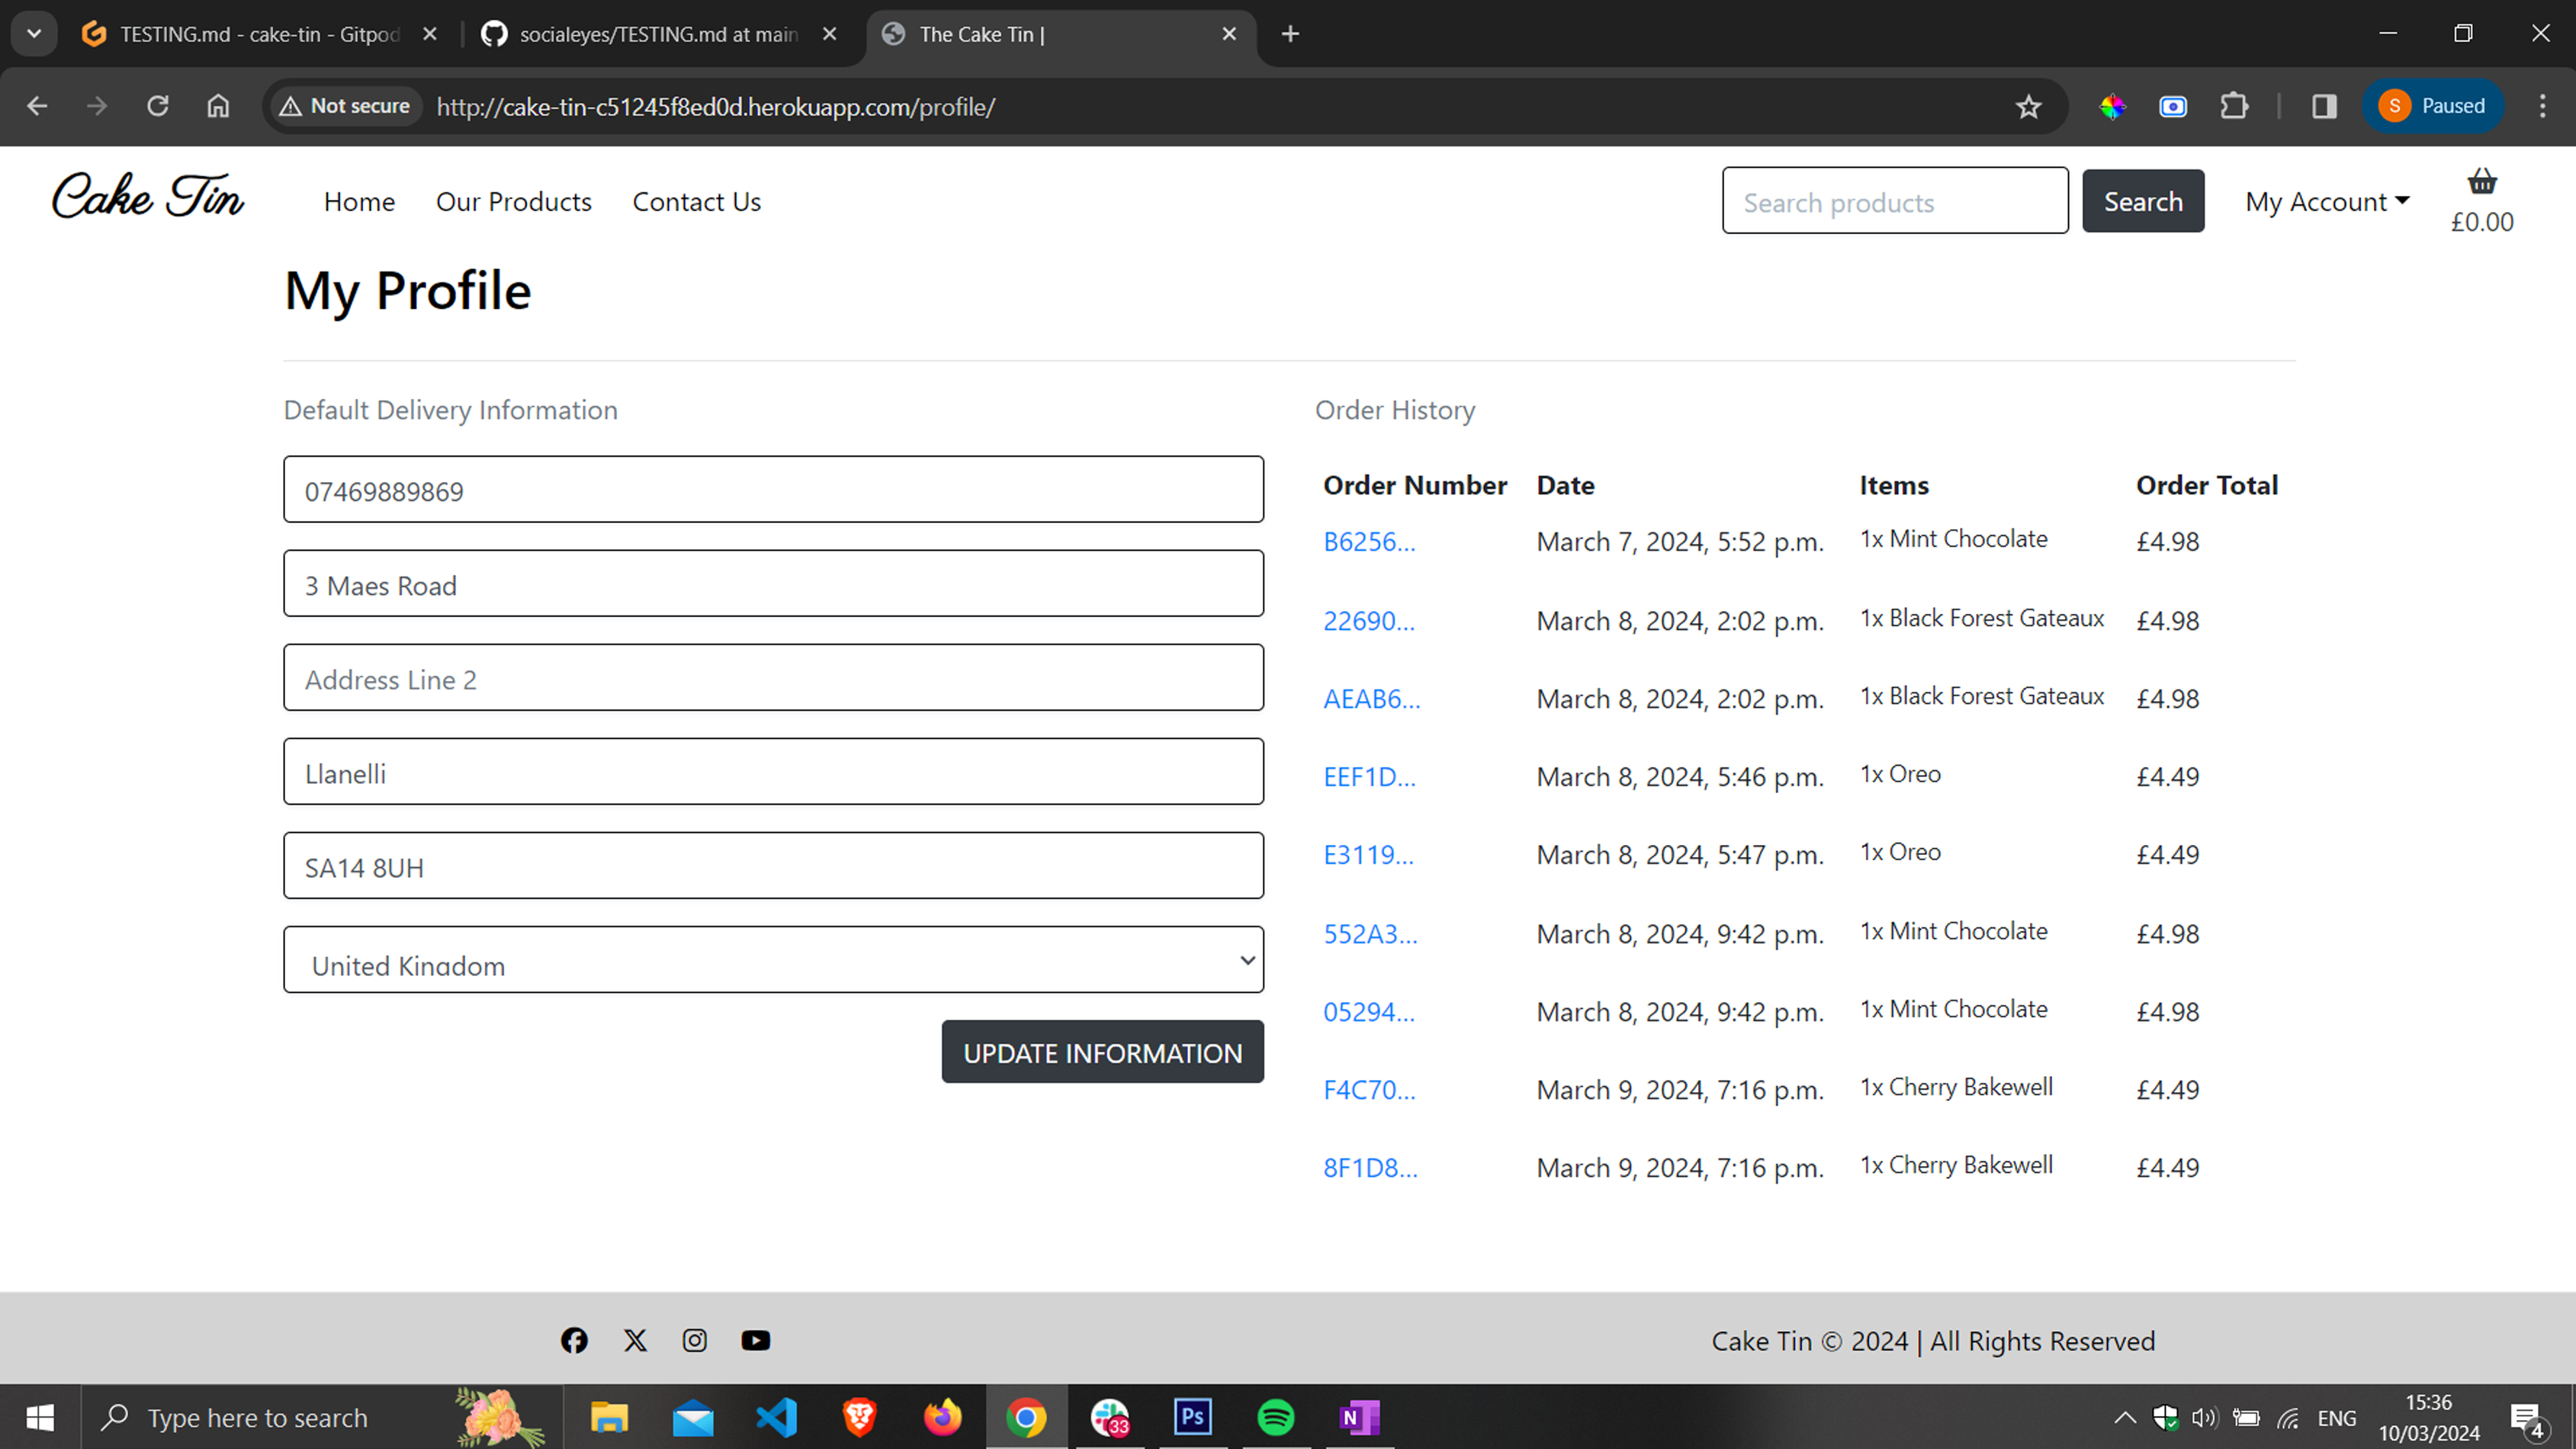 TESTING.md - cake-tin - Gitpod
socialeyes/TESTING.md at main
The Cake Tin |
Not secure
http://cake-tin-c51245f8ed0d.herokuapp.com/profile/
S Paused
Cake Tin
Home Our Products Contact Us
Search products
Search
My Account
£0.00
My Profile
Default Delivery Information
07469889869
3 Maes Road
Address Line 2
Llanelli
SA14 8UH
United Kingdom
UPDATE INFORMATION
Order History
Order Number Date Items Order Total
B6256... March 7, 2024, 5:52 p.m. 1x Mint Chocolate £4.98
22690... March 8, 2024, 2:02 p.m. 1x Black Forest Gateaux £4.98
AEAB6... March 8, 2024, 2:02 p.m. 1x Black Forest Gateaux £4.98
EEF1D... March 8, 2024, 5:46 p.m. 1x Oreo £4.49
E3119... March 8, 2024, 5:47 p.m. 1x Oreo £4.49
552A3... March 8, 2024, 9:42 p.m. 1x Mint Chocolate £4.98
05294... March 8, 2024, 9:42 p.m. 1x Mint Chocolate £4.98
F4C70... March 9, 2024, 7:16 p.m. 1x Cherry Bakewell £4.49
8F1D8... March 9, 2024, 7:16 p.m. 1x Cherry Bakewell £4.49
Cake Tin © 2024 | All Rights Reserved
Type here to search
33
Ps
N
ENG
15:36
10/03/2024
4